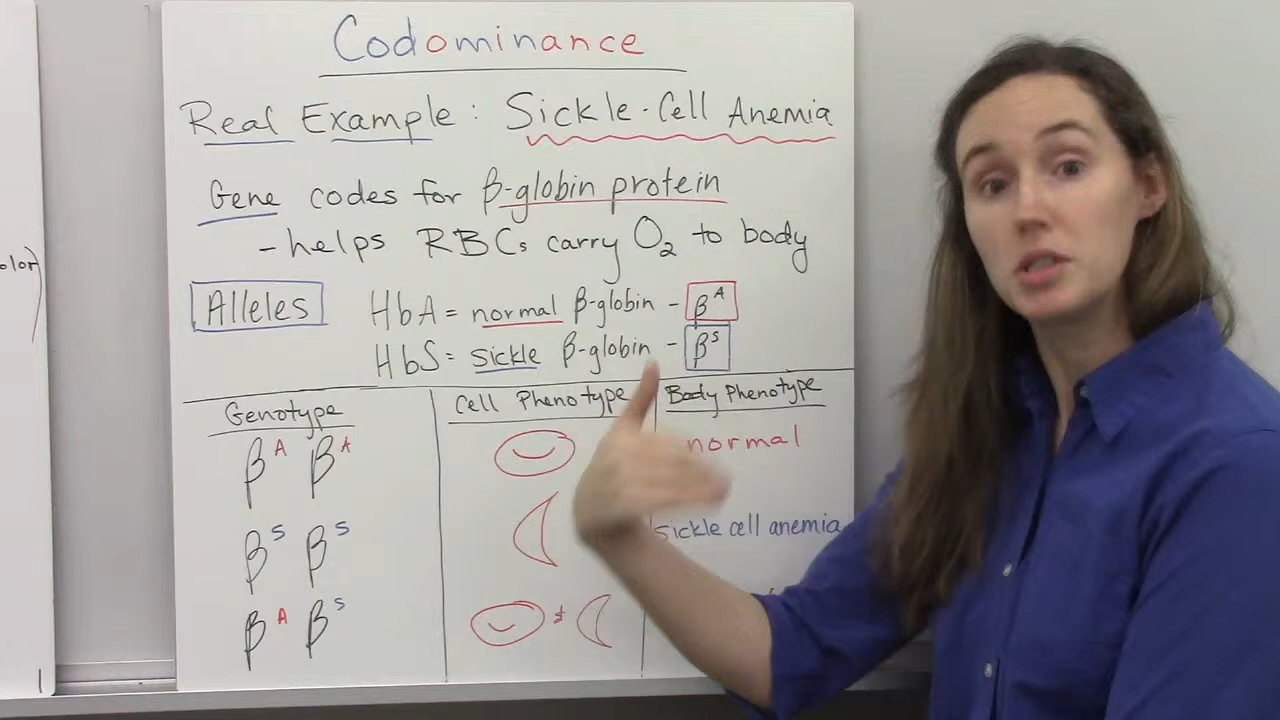 Codominance
Real Example: Sickle-Cell Anemia
Gene codes for β-globin protein
- helps RBCs carry O₂ to body
Alleles
HbA = normal β-globin - βᴬ
HbS = sickle β-globin - βˢ
Genotype Cell Phenotype Body Phenotype
βᴬ βᴬ normal
βˢ βˢ sickle cell anemia
βᴬ βˢ &
olor)